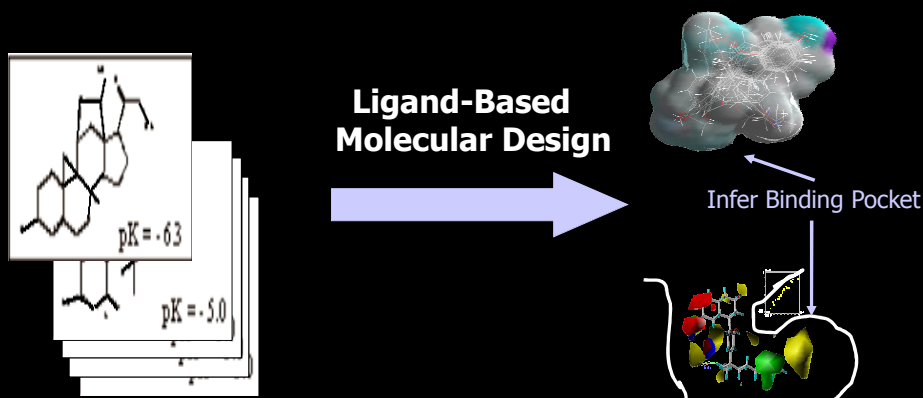 Ligand-Based
Molecular Design
Infer Binding Pocket
pK = -6.3
pK = -5.0